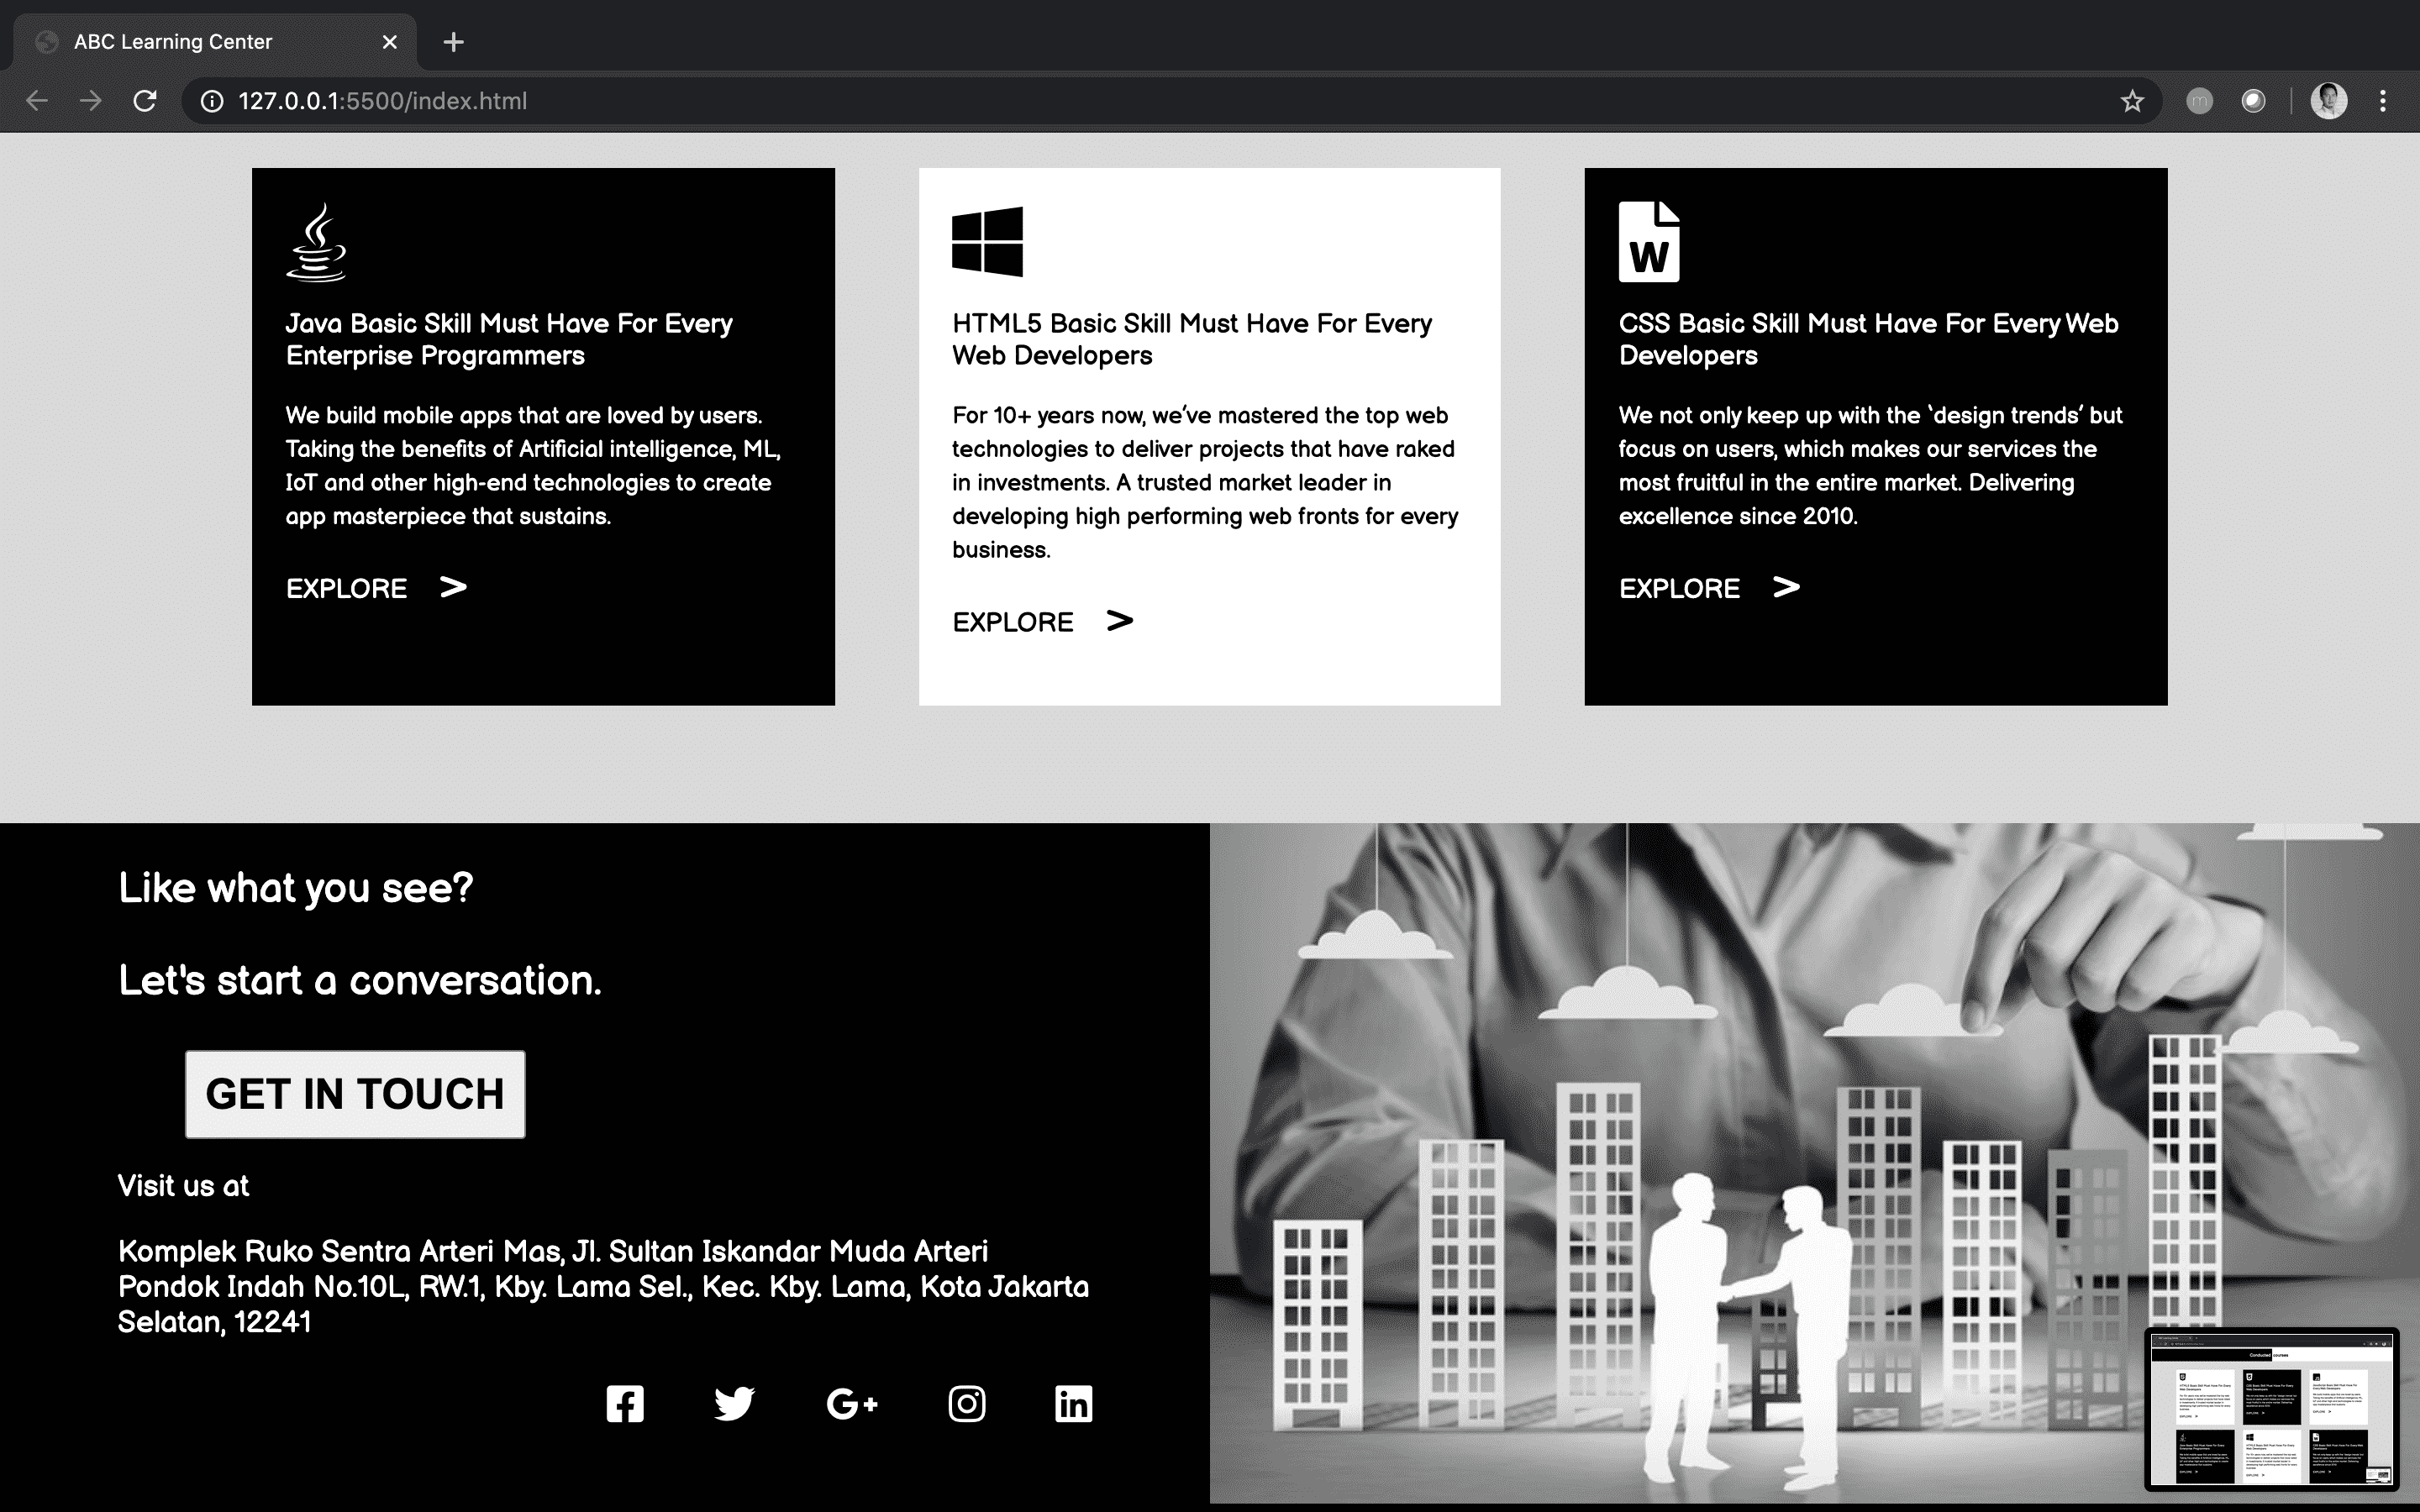 ABC Learning Center
127.0.0.1:5500/index.html
m
W
Java Basic Skill Must Have For Every
Enterprise Programmers
We build mobile apps that are loved by users.
Taking the benefits of Artificial intelligence, ML,
IoT and other high-end technologies to create
app masterpiece that sustains.
EXPLORE >
HTML5 Basic Skill Must Have For Every
Web Developers
For 10+ years now, we’ve mastered the top web
technologies to deliver projects that have raked
in investments. A trusted market leader in
developing high performing web fronts for every
business.
EXPLORE >
CSS Basic Skill Must Have For Every Web
Developers
We not only keep up with the ‘design trends’ but
focus on users, which makes our services the
most fruitful in the entire market. Delivering
excellence since 2010.
EXPLORE >
Like what you see?
Let's start a conversation.
GET IN TOUCH
Visit us at
Komplek Ruko Sentra Arteri Mas, Jl. Sultan Iskandar Muda Arteri
Pondok Indah No.10L, RW.1, Kby. Lama Sel., Kec. Kby. Lama, Kota Jakarta
Selatan, 12241
G+
in
Conducted courses